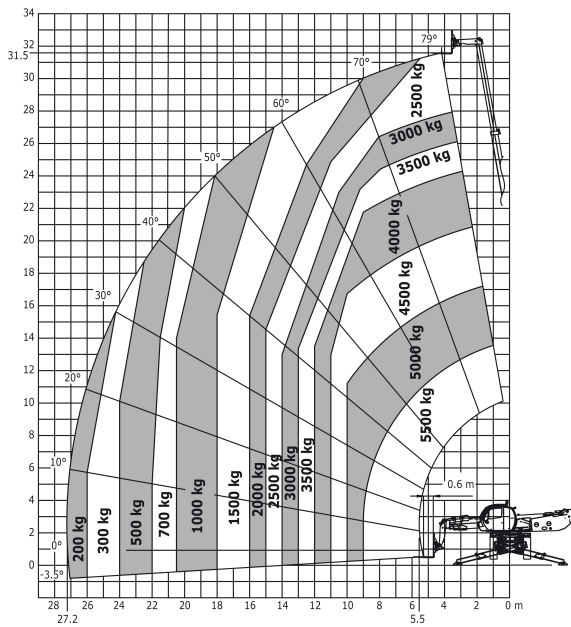 34
32
31.5
30
28
26
24
22
20
18
16
14
12
10
8
6
4
2
0
79°
70°
60°
50°
40°
30°
20°
10°
0°
-3.5°
2500 kg
3000 kg
3500 kg
4000 kg
4500 kg
5000 kg
5500 kg
200 kg
300 kg
500 kg
700 kg
1000 kg
1500 kg
2000 kg
2500 kg
3000 kg
3500 kg
0.6 m
28 26 24 22 20 18 16 14 12 10 8 6 4 2 0 m
27.2 5.5